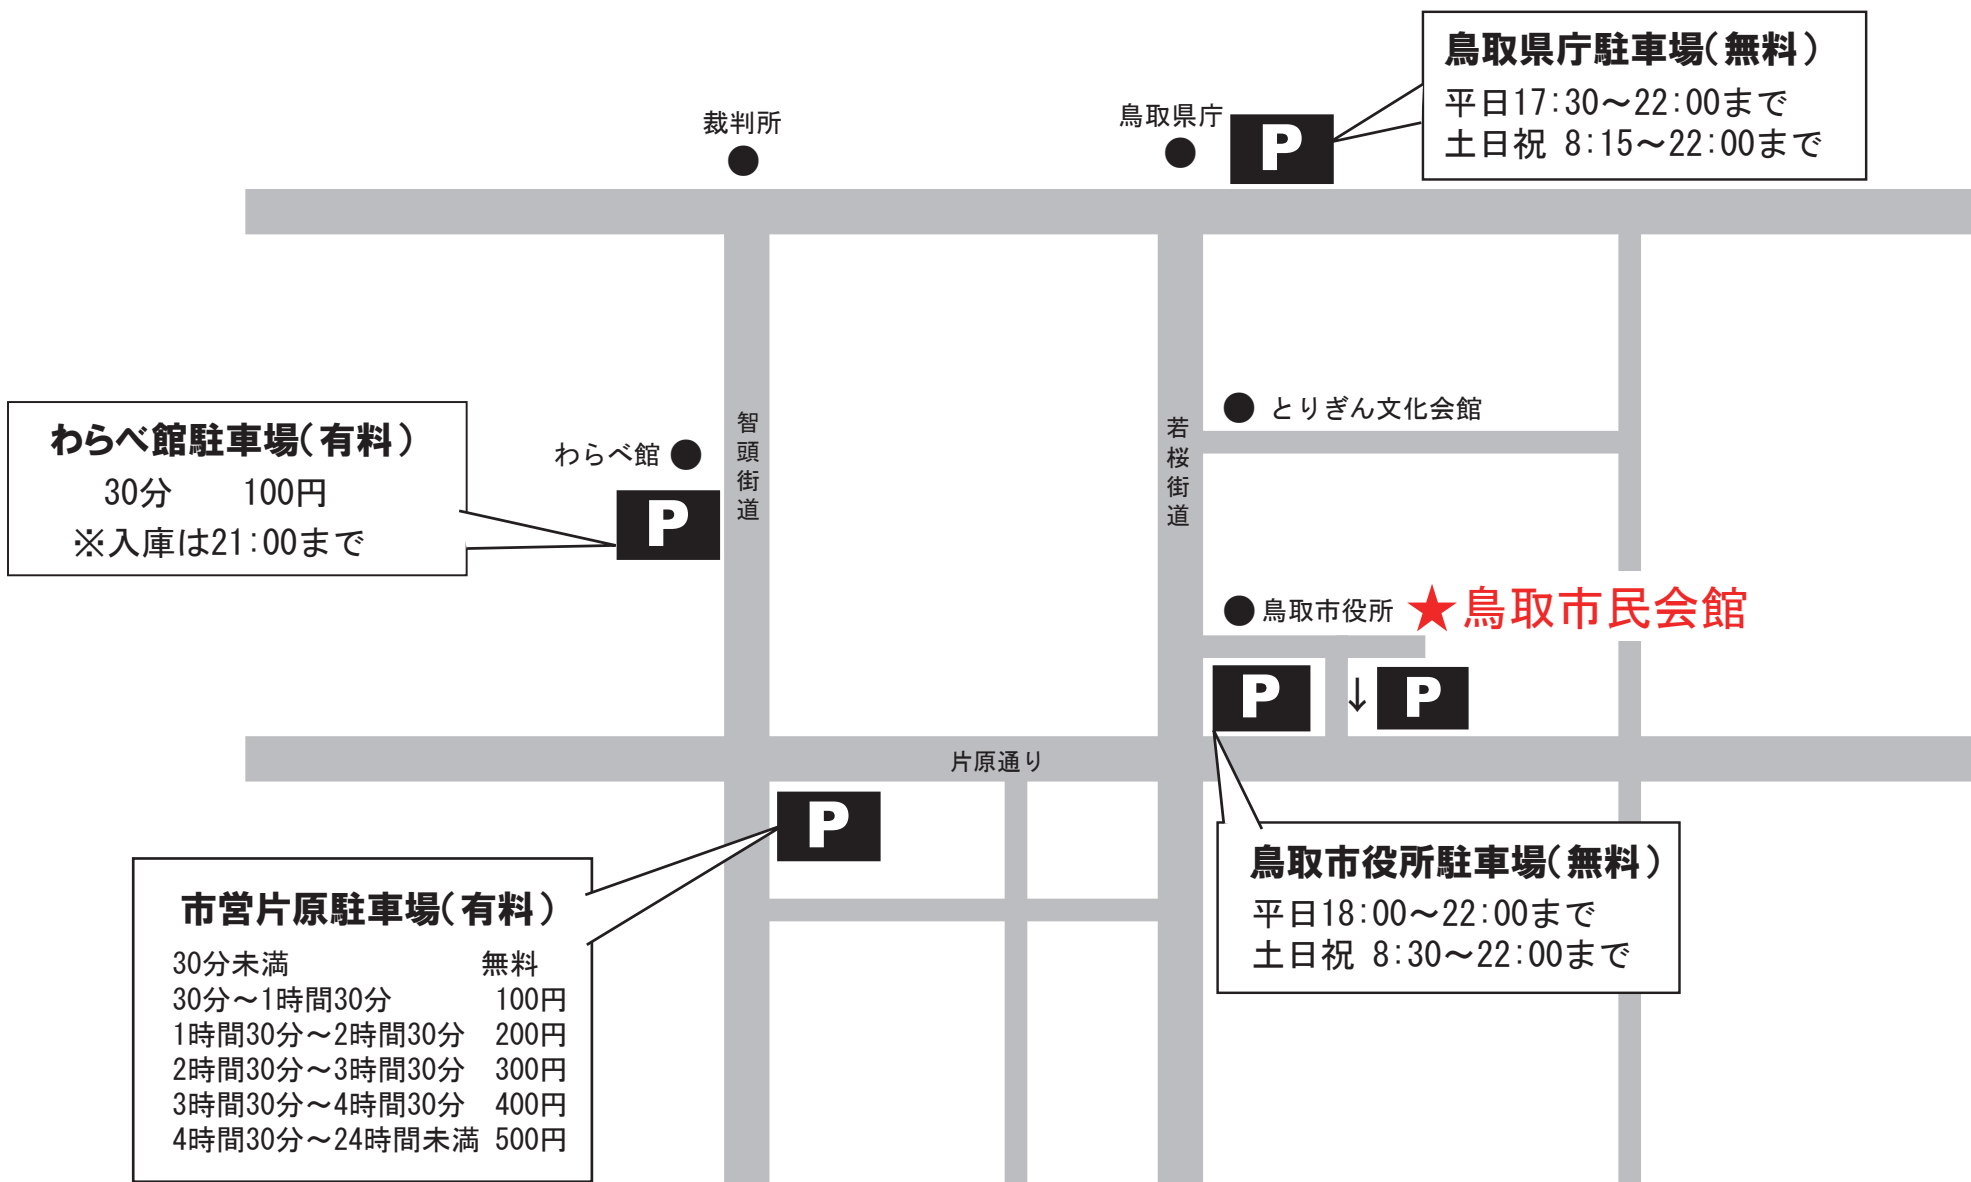 鳥取県庁駐車場(無料)
平日17:30～22:00まで
土日祝 8:15～22:00まで
裁判所
鳥取県庁
P
わらべ館駐車場(有料)
30分 100円
※入庫は21:00まで
わらべ館
P
智頭街道
若桜街道
とりぎん文化会館
鳥取市役所
★鳥取市民会館
P
↓
P
片原通り
P
市営片原駐車場(有料)
30分未満 無料
30分～1時間30分 100円
1時間30分～2時間30分 200円
2時間30分～3時間30分 300円
3時間30分～4時間30分 400円
4時間30分～24時間未満 500円
鳥取市役所駐車場(無料)
平日18:00～22:00まで
土日祝 8:30～22:00まで